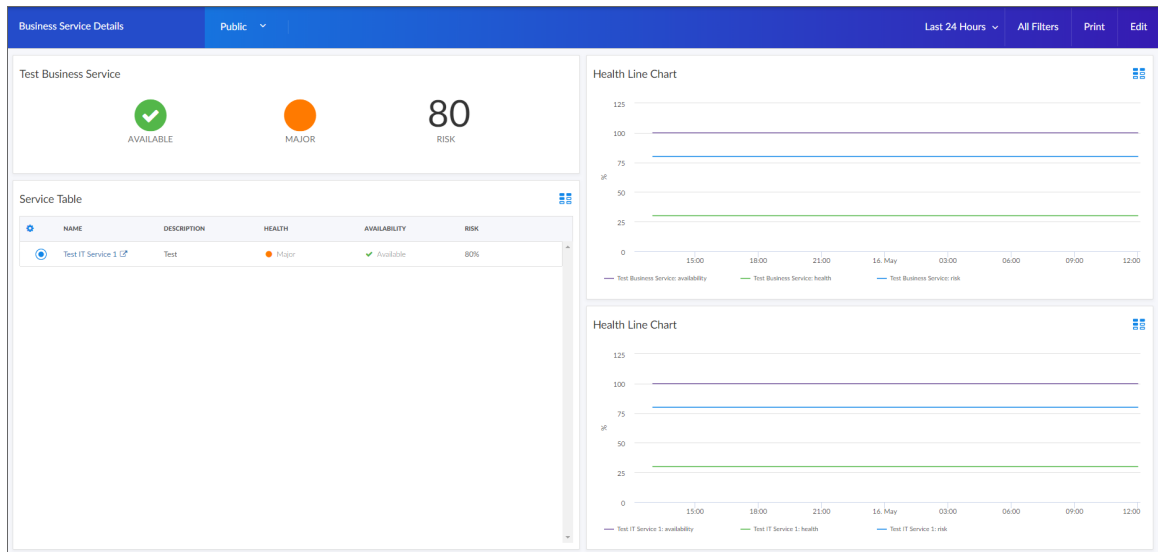 Business Service Details Public Last 24 Hours All Filters Print Edit
Test Business Service
80
AVAILABLE MAJOR RISK
Service Table
NAME DESCRIPTION HEALTH AVAILABILITY RISK
Test IT Service 1 Test Major Available 80%
Health Line Chart
125
100
75
%
50
25
0
15:00 18:00 21:00 16. May 03:00 06:00 09:00 12:00
Test Business Service: availability Test Business Service: health Test Business Service: risk
Health Line Chart
125
100
75
%
50
25
0
15:00 18:00 21:00 16. May 03:00 06:00 09:00 12:00
Test IT Service 1: availability Test IT Service 1: health Test IT Service 1: risk